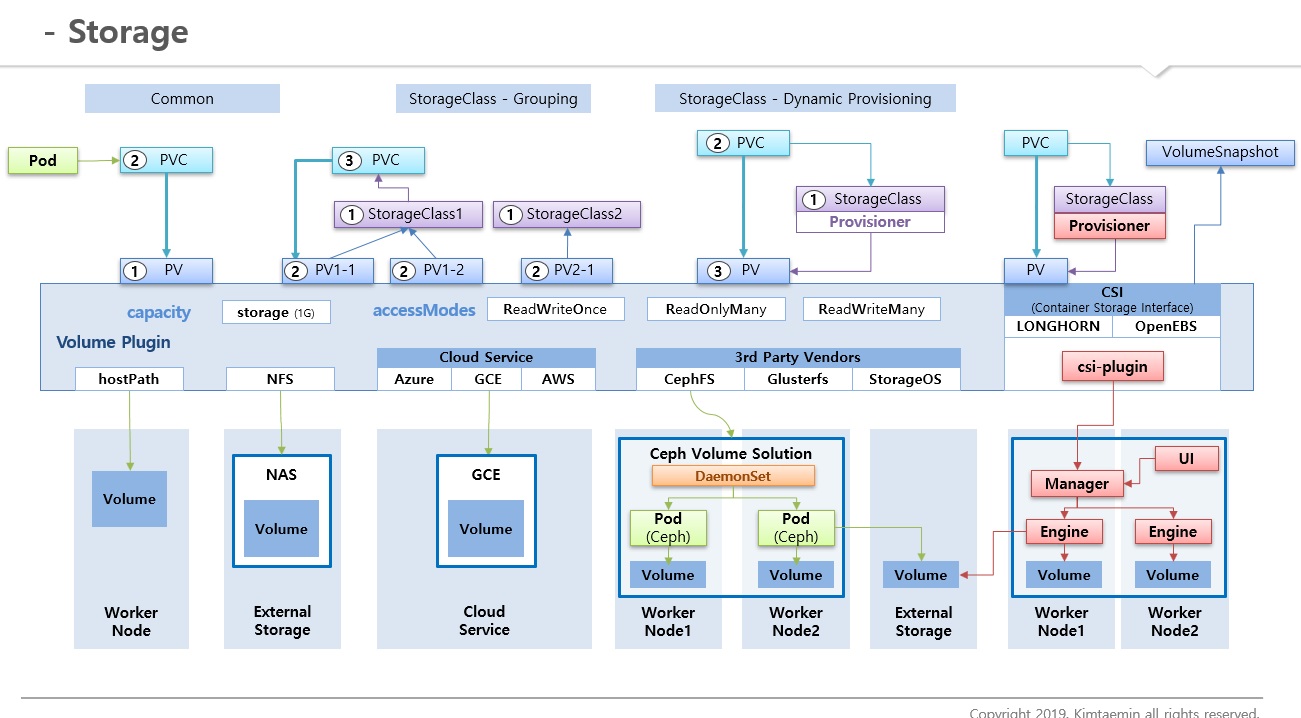 - Storage
Common
StorageClass - Grouping
StorageClass - Dynamic Provisioning
Pod
2 PVC
3 PVC
2 PVC
PVC
VolumeSnapshot
1 StorageClass1
1 StorageClass2
1 StorageClass
Provisioner
StorageClass
Provisioner
1 PV
2 PV1-1
2 PV1-2
2 PV2-1
3 PV
PV
CSI
(Container Storage Interface)
LONGHORN
OpenEBS
csi-plugin
capacity
storage (1G)
accessModes
ReadWriteOnce
ReadOnlyMany
ReadWriteMany
Volume Plugin
Cloud Service
3rd Party Vendors
hostPath
NFS
Azure
GCE
AWS
CephFS
Glusterfs
StorageOS
Volume
Worker
Node
NAS
Volume
External
Storage
GCE
Volume
Cloud
Service
Ceph Volume Solution
DaemonSet
Pod
(Ceph)
Pod
(Ceph)
Volume
Volume
Worker
Node1
Worker
Node2
Volume
External
Storage
UI
Manager
Engine
Engine
Volume
Volume
Worker
Node1
Worker
Node2
Copyright 2019. Kimtaemin all rights reserved.